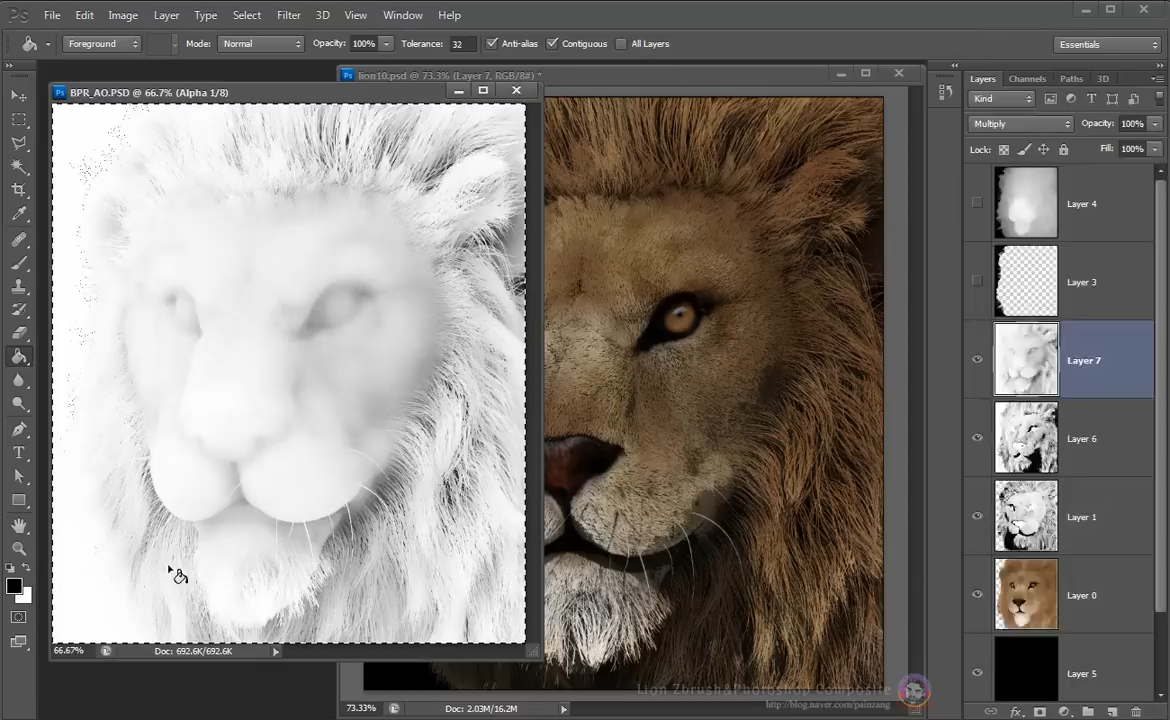 Ps File Edit Image Layer Type Select Filter 3D View Window Help
Foreground Mode: Normal Opacity: 100% Tolerance: 32 Anti-alias Contiguous All Layers Essentials
Ps lion10.psd @ 73.3% (Layer 7, RGB/8#) *
Ps BPR_AO.PSD @ 66.7% (Alpha 1/8)
Layers Channels Paths 3D
Kind T
Multiply Opacity: 100%
Lock: Fill: 100%
Layer 4
Layer 3
Layer 7
Layer 6
Layer 1
Layer 0
Layer 5
T
66.67% Doc: 692.6K/692.6K
Lion Zbrush&Photoshop Composite
http://blog.naver.com/painzang
73.33% Doc: 2.03M/16.2M
fx